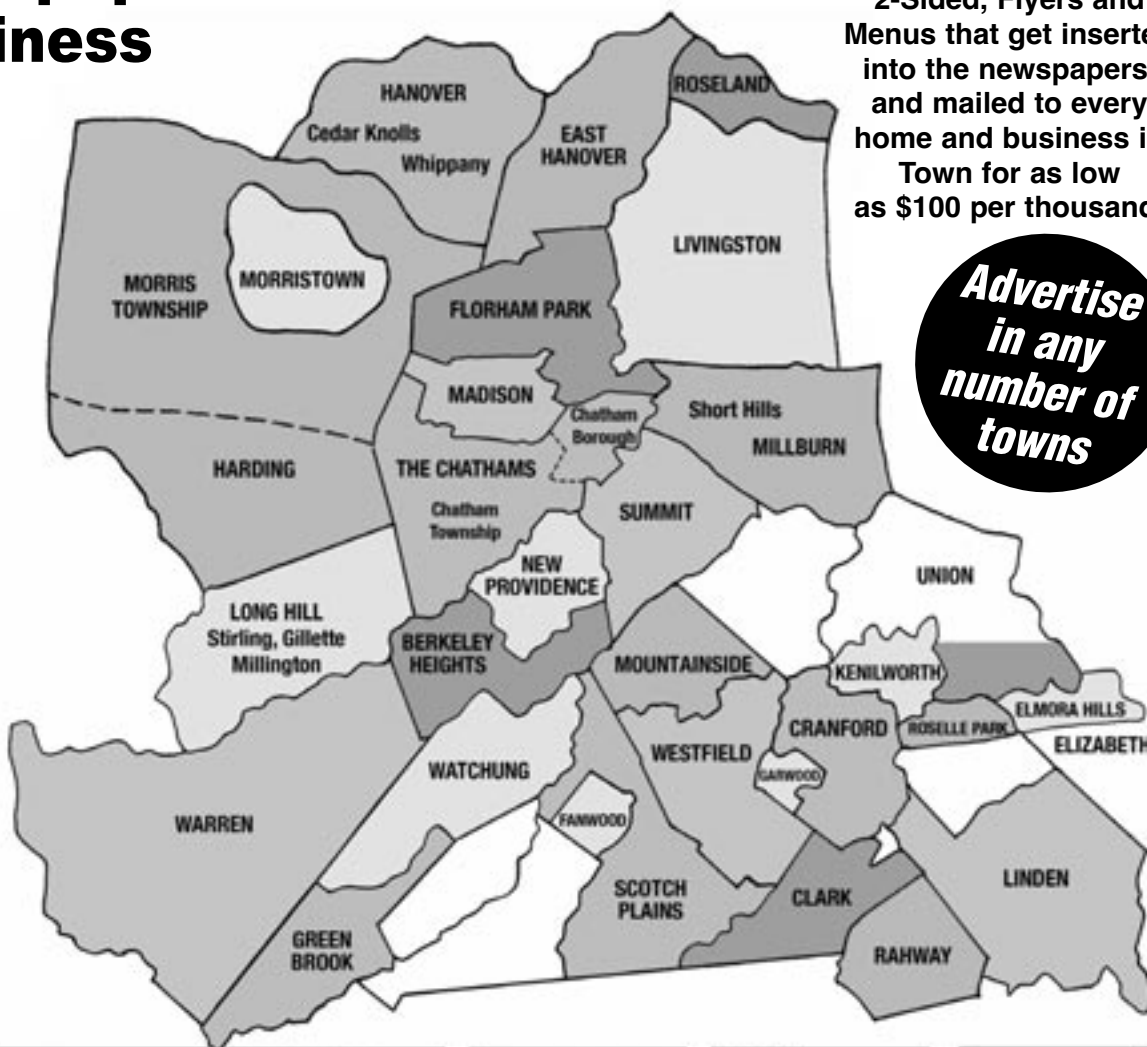 iness
2-Sided, Flyers and
Menus that get inserte
into the newspapers
and mailed to every
home and business i
Town for as low
as $100 per thousand
Advertise
in any
number of
towns
HANOVER
Cedar Knolls
Whippany
EAST
HANOVER
ROSELAND
LIVINGSTON
MORRIS
TOWNSHIP
MORRISTOWN
FLORHAM PARK
MADISON
Chatham
Borough
Short Hills
MILLBURN
HARDING
THE CHATHAMS
Chatham
Township
SUMMIT
NEW
PROVIDENCE
UNION
LONG HILL
Stirling, Gillette
Millington
BERKELEY
HEIGHTS
MOUNTAINSIDE
KENILWORTH
ELMORA HILLS
ROSELLE PARK
ELIZABETH
CRANFORD
WESTFIELD
GARWOOD
WATCHUNG
FANWOOD
WARREN
SCOTCH
PLAINS
CLARK
LINDEN
GREEN
BROOK
RAHWAY